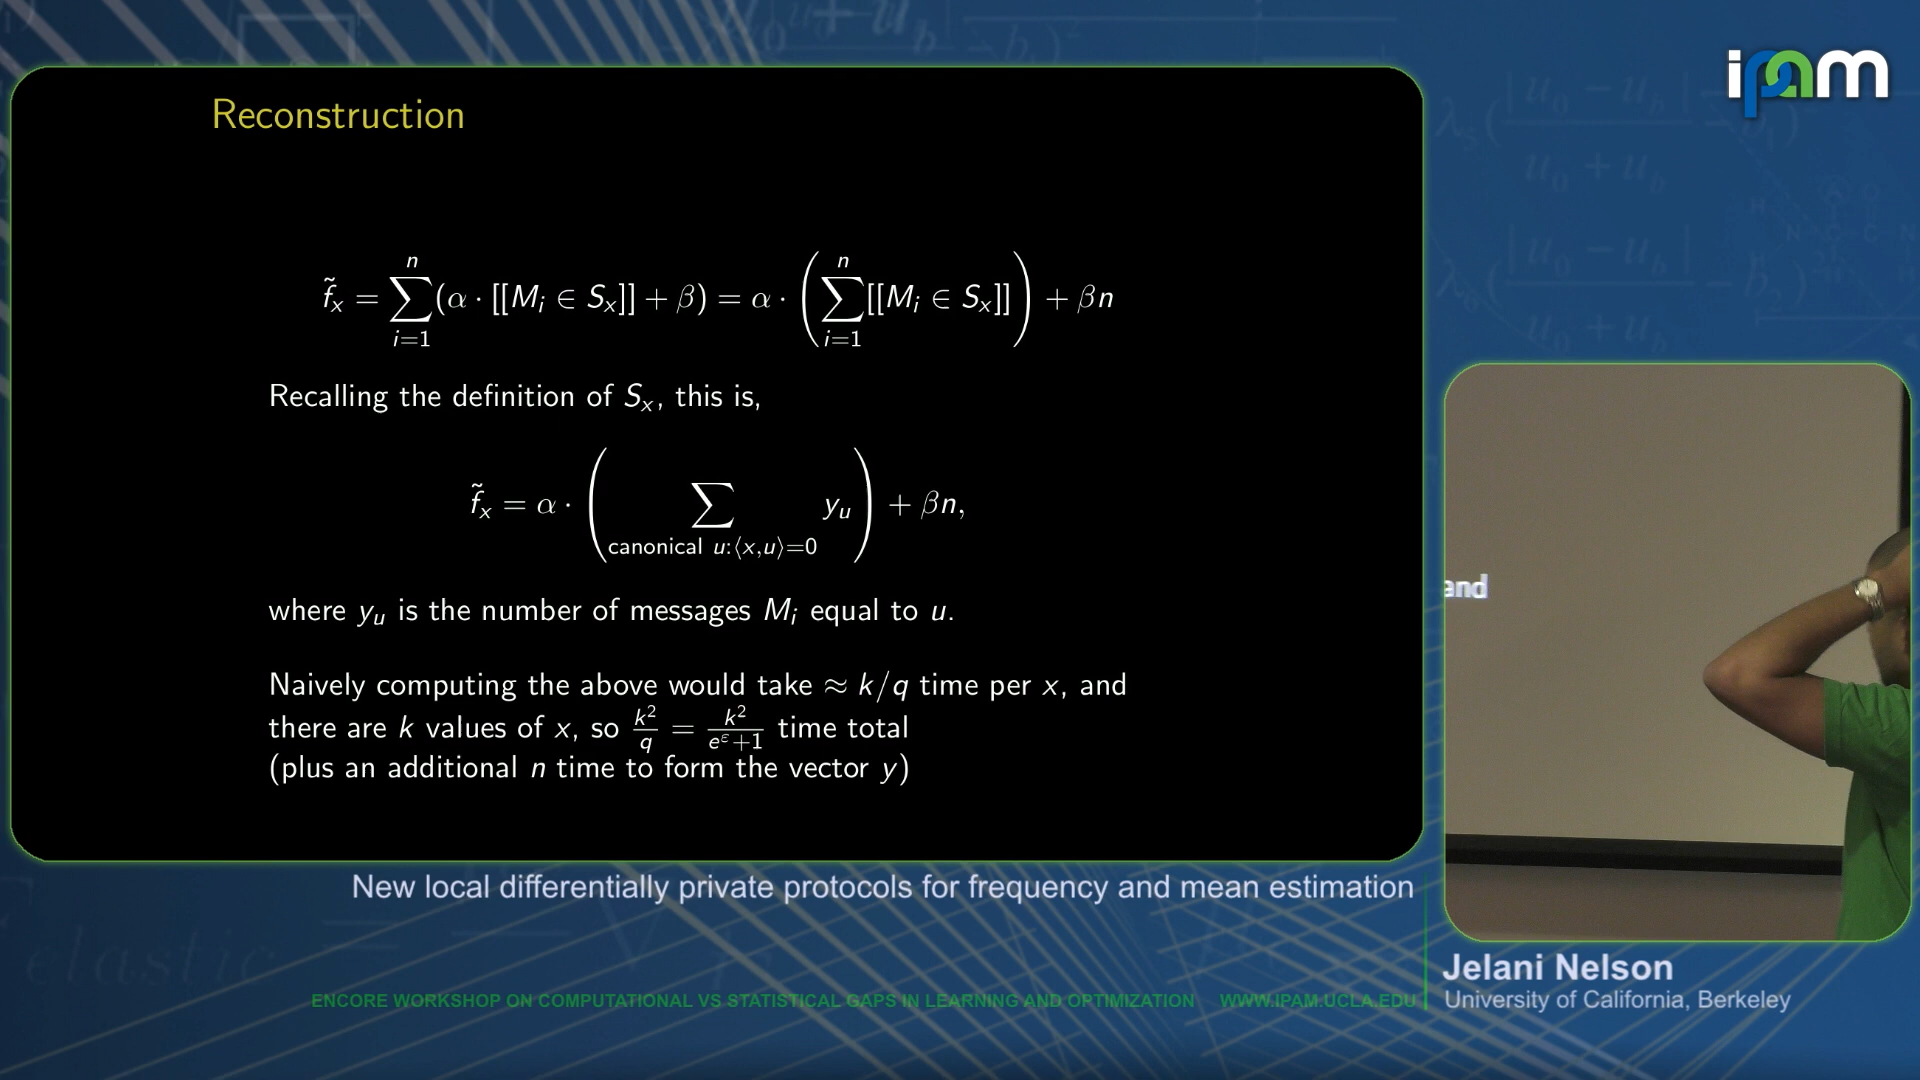 ipam
Reconstruction
f̃ₓ = ∑ᵢ₌₁ⁿ (α · [[Mᵢ ∈ Sₓ]] + β) = α · (∑ᵢ₌₁ⁿ [[Mᵢ ∈ Sₓ]]) + βn
Recalling the definition of Sₓ, this is,
f̃ₓ = α · (∑_{canonical u:⟨x,u⟩=0} y_u) + βn,
where y_u is the number of messages Mᵢ equal to u.
Naively computing the above would take ≈ k/q time per x, and
there are k values of x, so k²/q = k²/(e^ε+1) time total
(plus an additional n time to form the vector y)
and
New local differentially private protocols for frequency and mean estimation
Jelani Nelson
University of California, Berkeley
ENCORE WORKSHOP ON COMPUTATIONAL VS STATISTICAL GAPS IN LEARNING AND OPTIMIZATION WWW.IPAM.UCLA.EDU